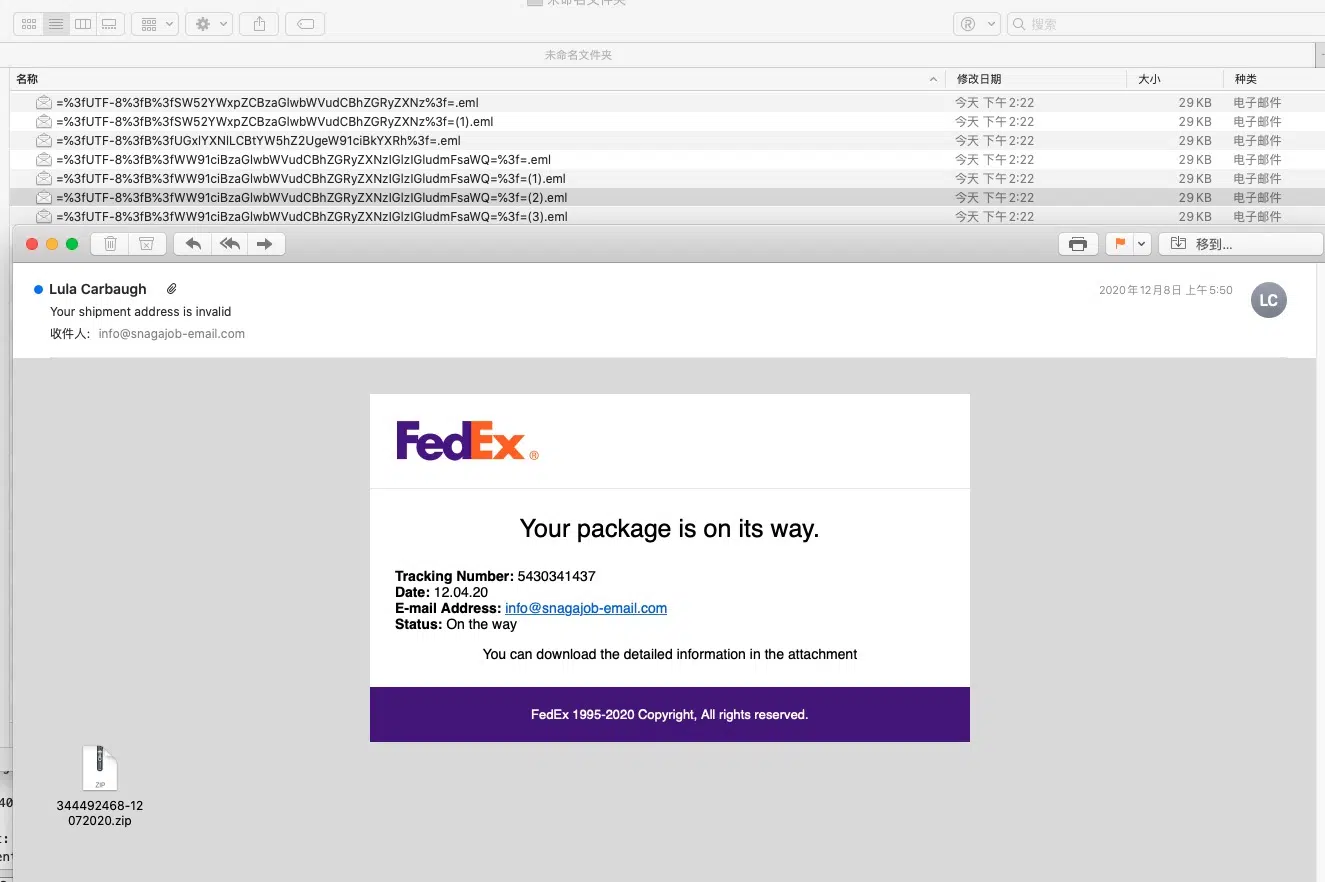 未命名文件夹
搜索
未命名文件夹
名称 修改日期 大小 种类
=%3fUTF-8%3fB%3fSW52YWxpZCBzaGlwbWVudCBhZGRyZXNz%3f=.eml 今天 下午2:22 29 KB 电子邮件
=%3fUTF-8%3fB%3fSW52YWxpZCBzaGlwbWVudCBhZGRyZXNz%3f=(1).eml 今天 下午2:22 29 KB 电子邮件
=%3fUTF-8%3fB%3fUGxlYXNlLCBtYW5hZ2UgeW91ciBkYXRh%3f=.eml 今天 下午2:22 29 KB 电子邮件
=%3fUTF-8%3fB%3fWW91ciBzaGlwbWVudCBhZGRyZXNzIGlzIGludmFsaWQ=%3f=.eml 今天 下午2:22 29 KB 电子邮件
=%3fUTF-8%3fB%3fWW91ciBzaGlwbWVudCBhZGRyZXNzIGlzIGludmFsaWQ=%3f=(1).eml 今天 下午2:22 29 KB 电子邮件
=%3fUTF-8%3fB%3fWW91ciBzaGlwbWVudCBhZGRyZXNzIGlzIGludmFsaWQ=%3f=(2).eml 今天 下午2:22 29 KB 电子邮件
=%3fUTF-8%3fB%3fWW91ciBzaGlwbWVudCBhZGRyZXNzIGlzIGludmFsaWQ=%3f=(3).eml 今天 下午2:22 29 KB 电子邮件
移到...
Lula Carbaugh 2020年12月8日 上午5:50 LC
Your shipment address is invalid
收件人: info@snagajob-email.com
FedEx®
Your package is on its way.
Tracking Number: 5430341437
Date: 12.04.20
E-mail Address: info@snagajob-email.com
Status: On the way
You can download the detailed information in the attachment
FedEx 1995-2020 Copyright, All rights reserved.
ZIP
344492468-12
072020.zip